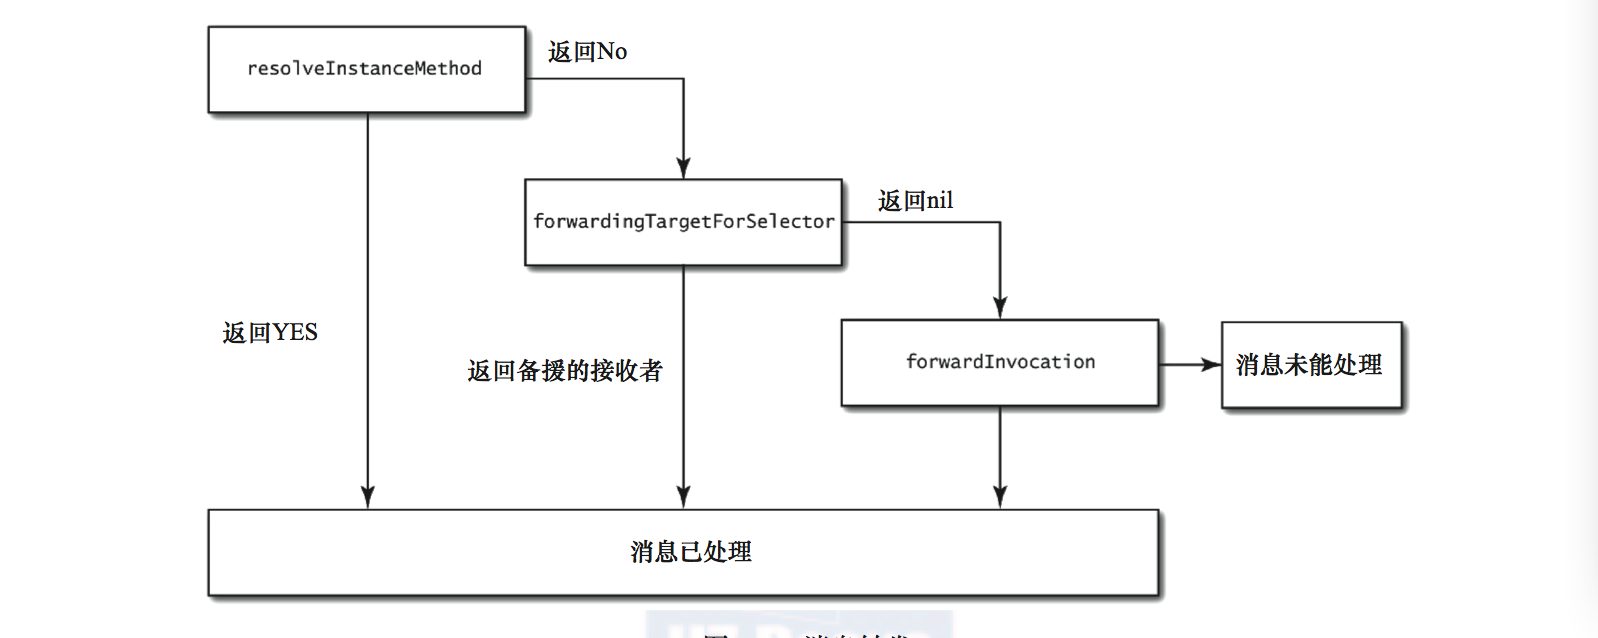 resolveInstanceMethod
返回No
forwardingTargetForSelector
返回nil
返回YES
返回备援的接收者
forwardInvocation
消息未能处理
消息已处理